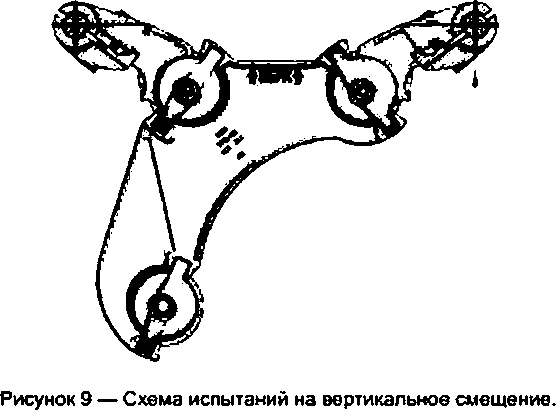 Рисунок 9 — Схема испытаний на вертикальное смещение.